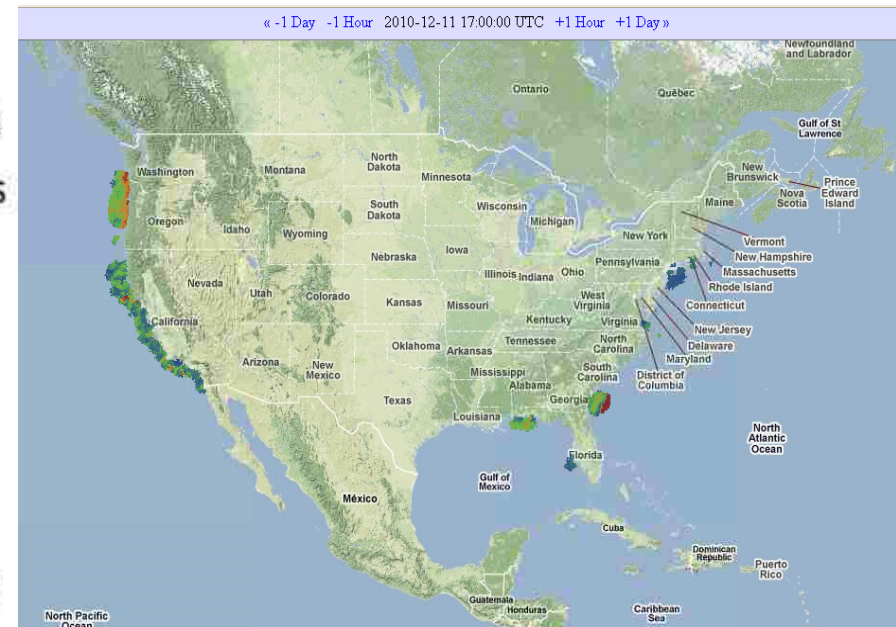 « -1 Day -1 Hour 2010-12-11 17:00:00 UTC +1 Hour +1 Day »
Newfoundland
and Labrador
Ontario
Québec
Gulf of St
Lawrence
Washington
Montana
North
Dakota
Minnesota
New
Brunswick
Prince
Edward
Island
Nova
Scotia
Maine
Oregon
Idaho
Wyoming
South
Dakota
Wisconsin
Michigan
New York
Vermont
New Hampshire
Massachusetts
Rhode Island
Connecticut
Nebraska
Iowa
Illinois
Indiana
Ohio
Pennsylvania
Nevada
Utah
Colorado
Kansas
Missouri
West
Virginia
Kentucky
Virginia
New Jersey
Delaware
Maryland
District of
Columbia
California
Arizona
New
Mexico
Oklahoma
Arkansas
Tennessee
North
Carolina
South
Carolina
Mississippi
Alabama
Georgia
Texas
Louisiana
Florida
North
Atlantic
Ocean
Gulf of
Mexico
México
Cuba
Dominican
Republic
Puerto
Rico
Guatemala
Honduras
Caribbean
Sea
North Pacific
Ocean
s